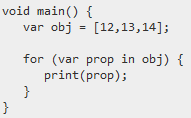 void main() {
   var obj = [12,13,14];

   for (var prop in obj) {
      print(prop);
   }
}